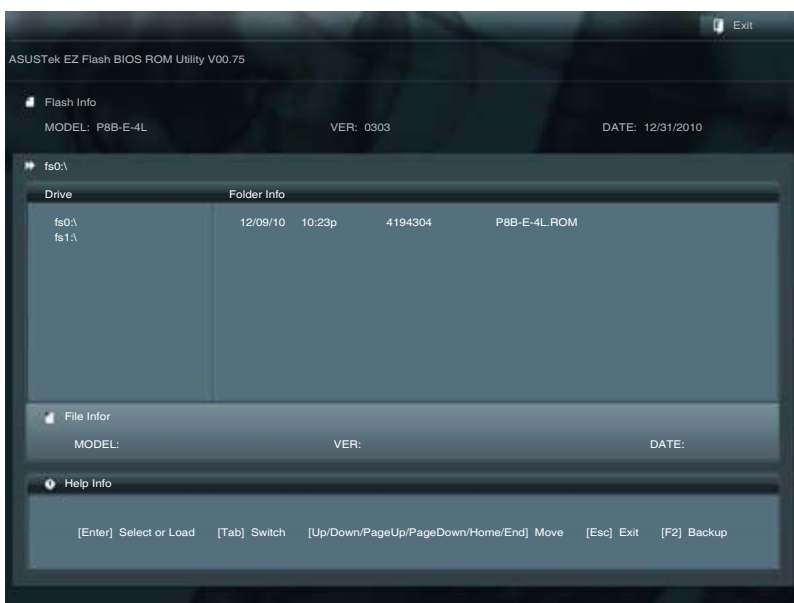 Exit
ASUSTek EZ Flash BIOS ROM Utility V00.75
Flash Info
MODEL: P8B-E-4L VER: 0303 DATE: 12/31/2010
fs0:\
Drive Folder Info
fs0:\ 12/09/10 10:23p 4194304 P8B-E-4L.ROM
fs1:\
File Infor
MODEL: VER: DATE:
Help Info
[Enter] Select or Load [Tab] Switch [Up/Down/PageUp/PageDown/Home/End] Move [Esc] Exit [F2] Backup